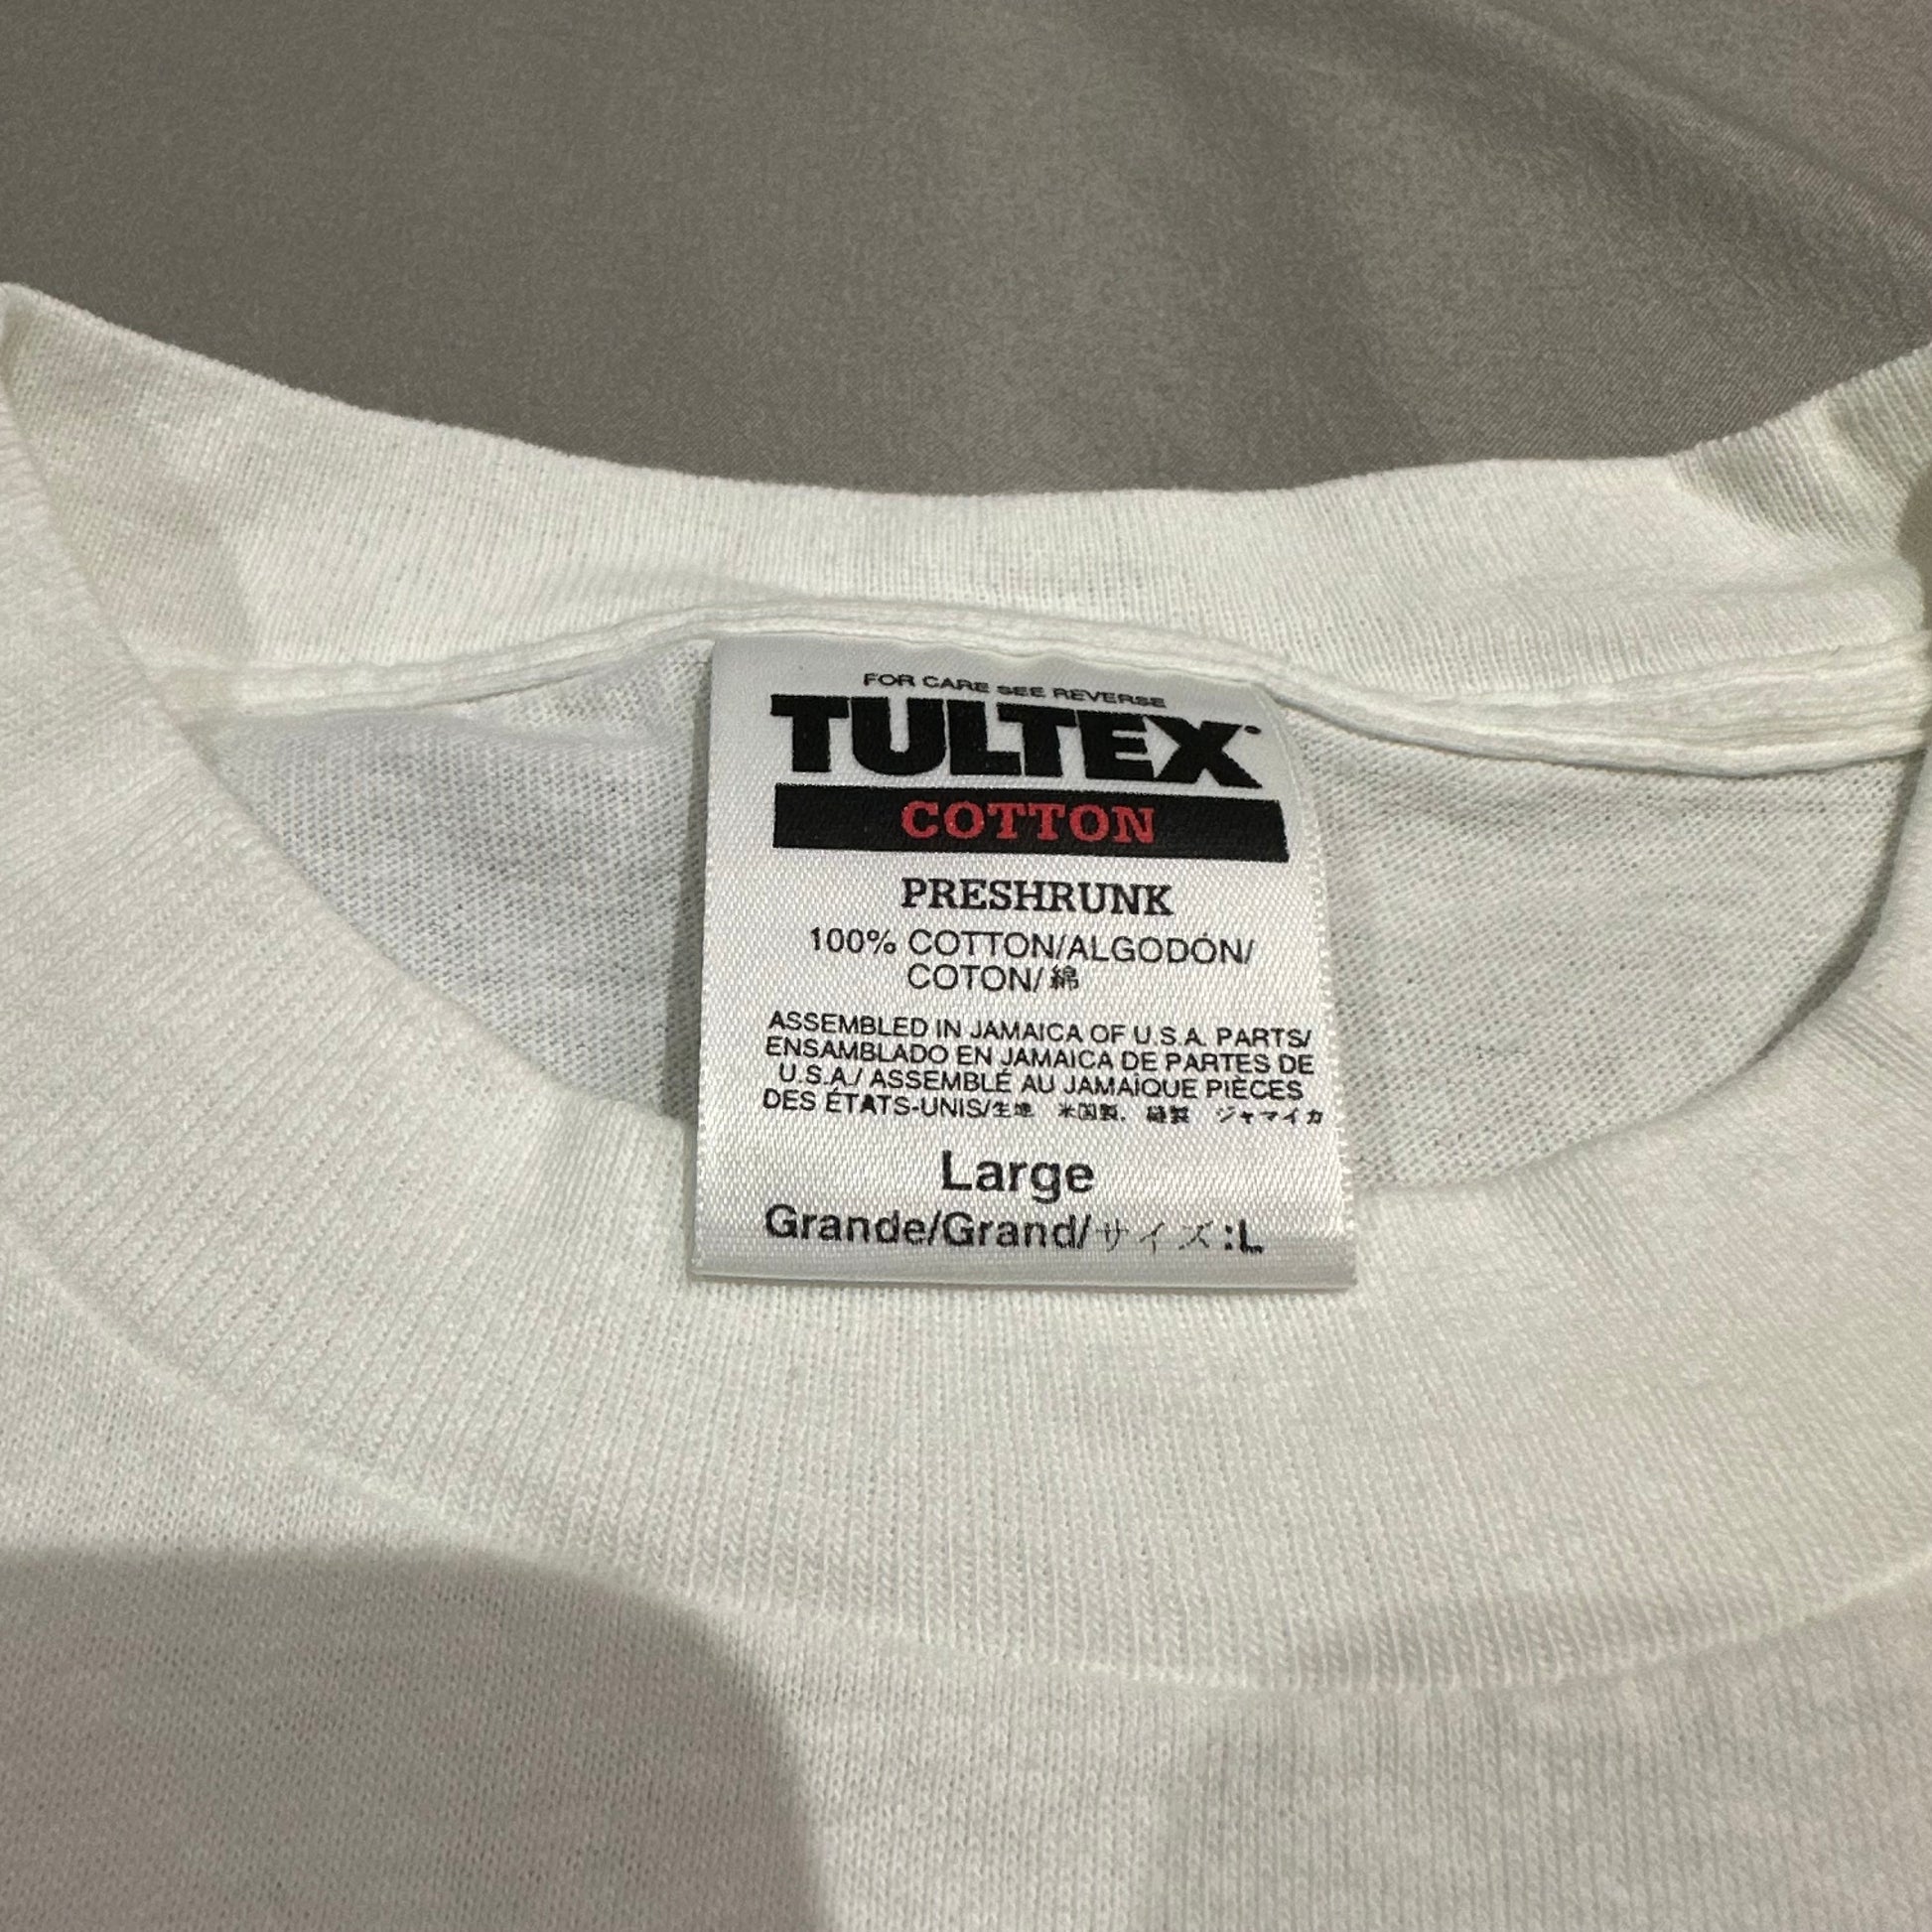 FOR CARE SEE REVERSE
TULTEX
COTTON
PRESHRUNK
100% COTTON/ALGODÓN/
COTON/綿
ASSEMBLED IN JAMAICA OF U.S.A. PARTS/
ENSAMBLADO EN JAMAICA DE PARTES DE
U.S.A./ ASSEMBLÉ AU JAMAÏQUE PIÈCES
DES ÉTATS-UNIS/生地 米国製. 縫製 ジャマイカ
Large
Grande/Grand/サイズ:L